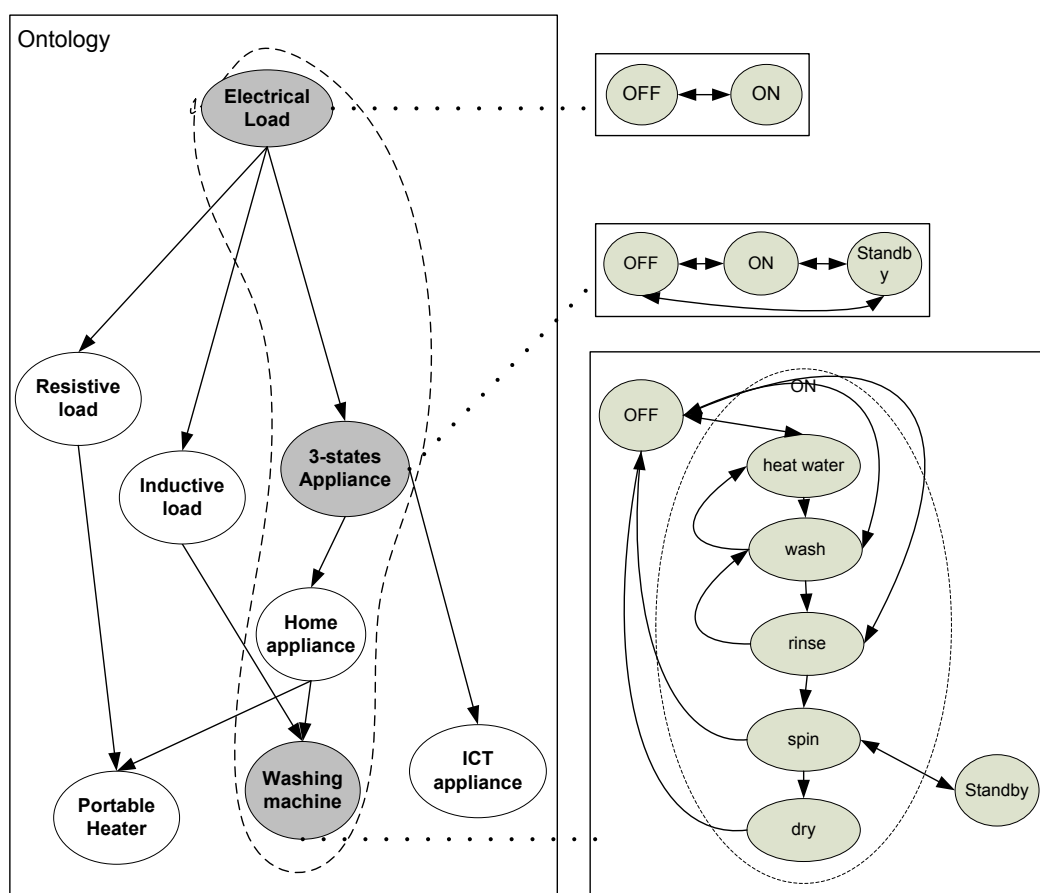 Ontology
Electrical
Load
OFF
ON
OFF
ON
Standb
y
Resistive
load
3-states
Appliance
Inductive
load
Home
appliance
ICT
appliance
Washing
machine
Portable
Heater
ON
OFF
heat water
wash
rinse
spin
Standby
dry